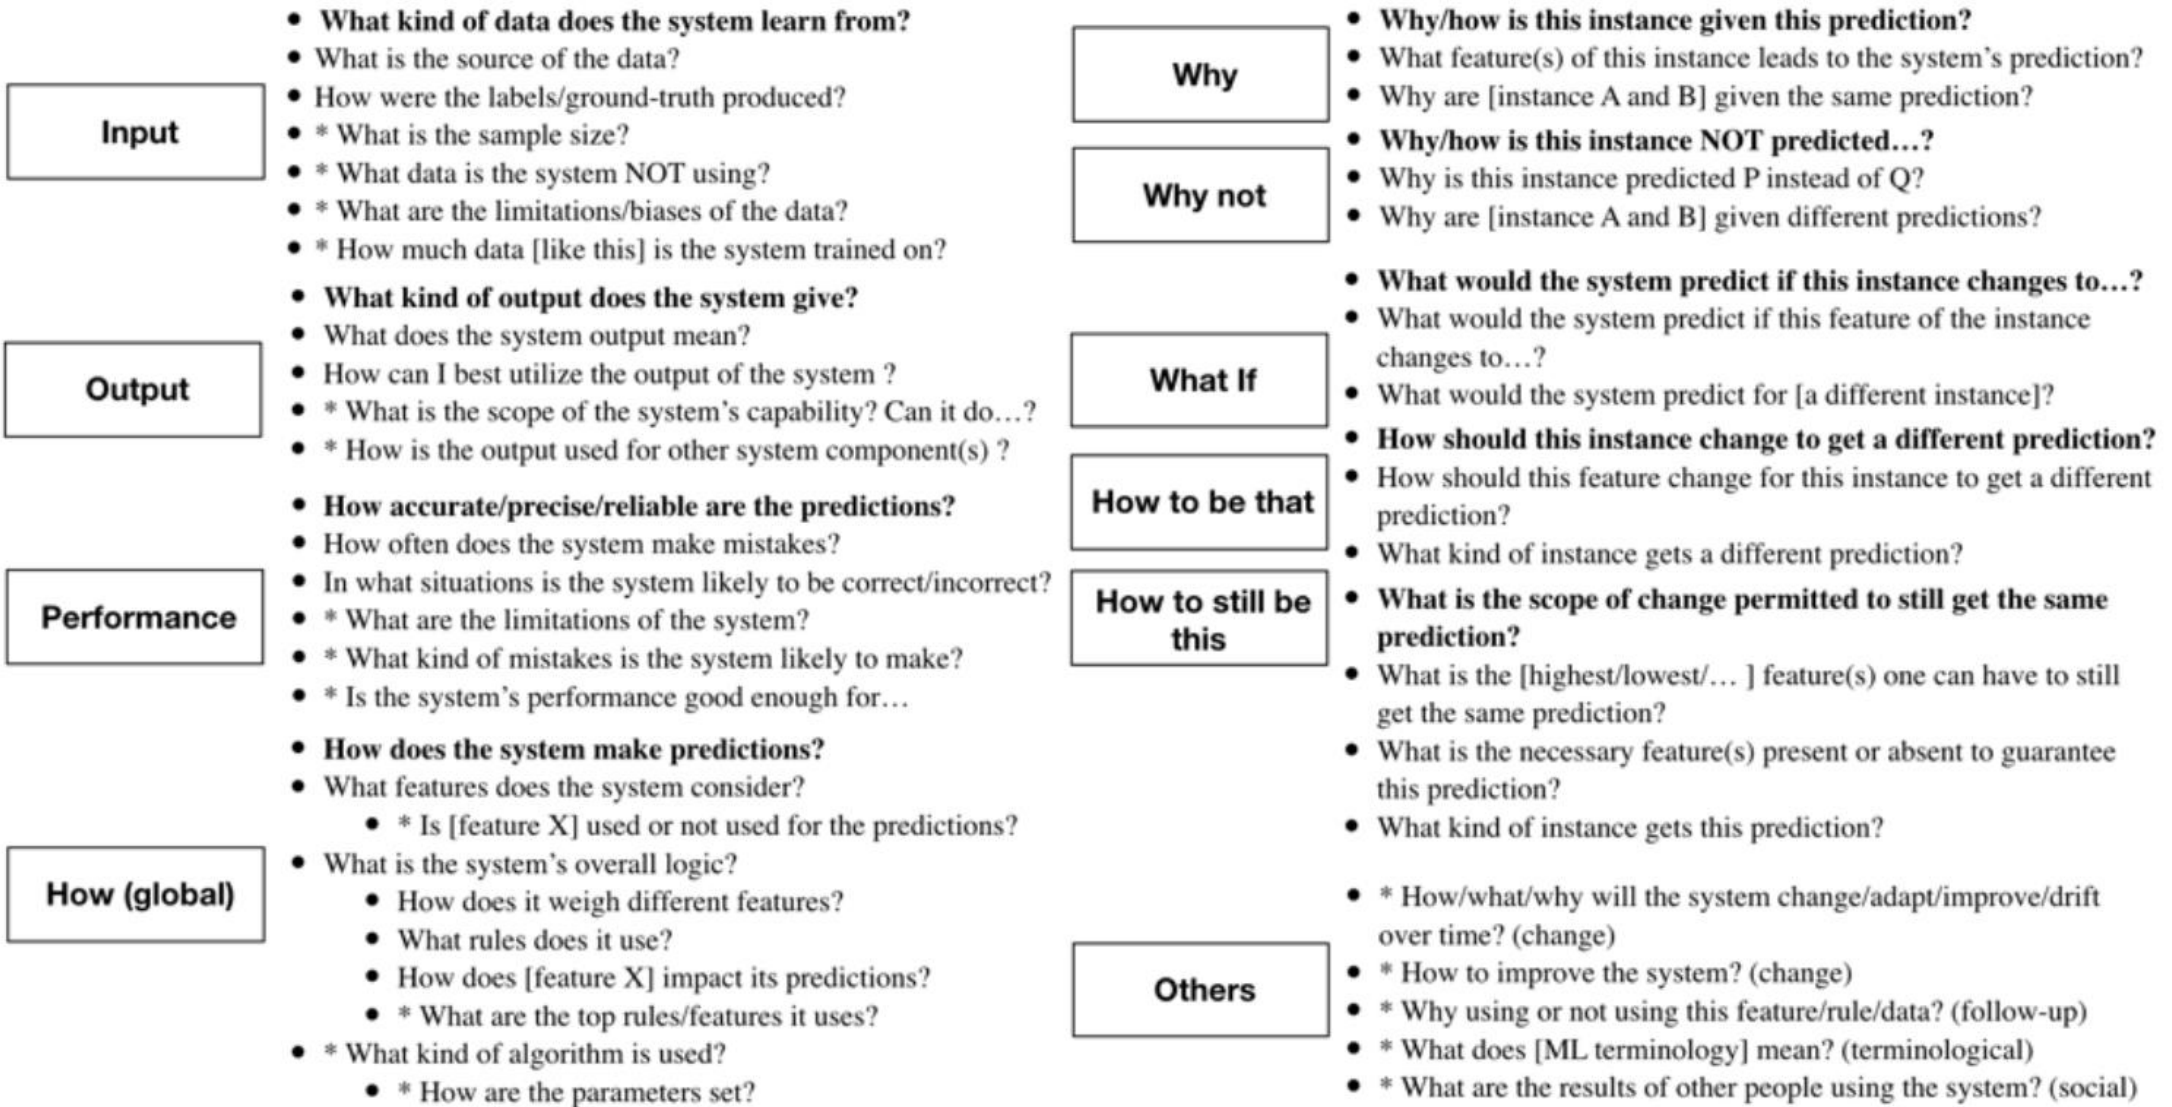 Input
• What kind of data does the system learn from?
• What is the source of the data?
• How were the labels/ground-truth produced?
• * What is the sample size?
• * What data is the system NOT using?
• * What are the limitations/biases of the data?
• * How much data [like this] is the system trained on?
Output
• What kind of output does the system give?
• What does the system output mean?
• How can I best utilize the output of the system ?
• * What is the scope of the system's capability? Can it do…?
• * How is the output used for other system component(s) ?
Performance
• How accurate/precise/reliable are the predictions?
• How often does the system make mistakes?
• In what situations is the system likely to be correct/incorrect?
• * What are the limitations of the system?
• * What kind of mistakes is the system likely to make?
• * Is the system's performance good enough for…
How (global)
• How does the system make predictions?
• What features does the system consider?
• * Is [feature X] used or not used for the predictions?
• What is the system's overall logic?
• How does it weigh different features?
• What rules does it use?
• How does [feature X] impact its predictions?
• * What are the top rules/features it uses?
• * What kind of algorithm is used?
• * How are the parameters set?
Why
• Why/how is this instance given this prediction?
• What feature(s) of this instance leads to the system's prediction?
• Why are [instance A and B] given the same prediction?
Why not
• Why/how is this instance NOT predicted…?
• Why is this instance predicted P instead of Q?
• Why are [instance A and B] given different predictions?
What If
• What would the system predict if this instance changes to…?
• What would the system predict if this feature of the instance
changes to…?
• What would the system predict for [a different instance]?
How to be that
• How should this instance change to get a different prediction?
• How should this feature change for this instance to get a different
prediction?
• What kind of instance gets a different prediction?
How to still be
this
• What is the scope of change permitted to still get the same
prediction?
• What is the [highest/lowest/… ] feature(s) one can have to still
get the same prediction?
• What is the necessary feature(s) present or absent to guarantee
this prediction?
• What kind of instance gets this prediction?
Others
• * How/what/why will the system change/adapt/improve/drift
over time? (change)
• * How to improve the system? (change)
• * Why using or not using this feature/rule/data? (follow-up)
• * What does [ML terminology] mean? (terminological)
• * What are the results of other people using the system? (social)